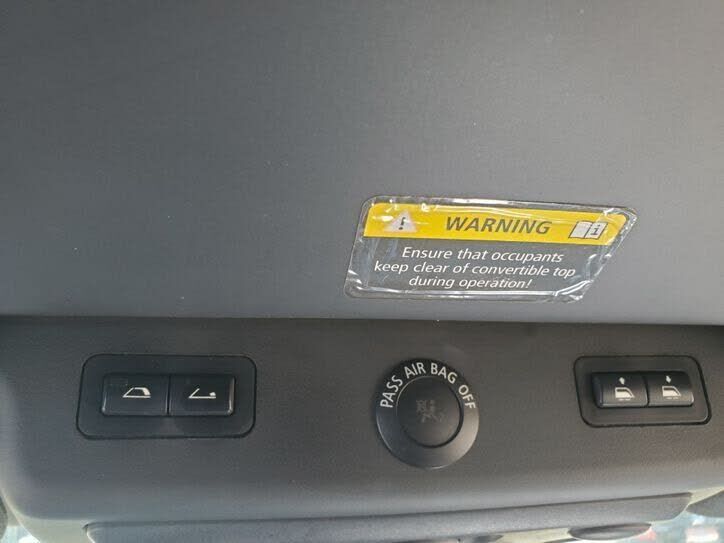 WARNING
Ensure that occupants
keep clear of convertible top
during operation!
PASS AIR BAG OFF